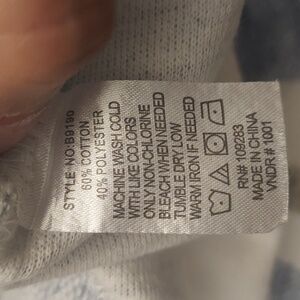 STYLE NO:B9190
60% COTTON
40% POLYESTER
MACHINE WASH COLD
WITH LIKE COLORS
ONLY NON-CHLORINE
BLEACH WHEN NEEDED
TUMBLE DRY LOW
WARM IRON IF NEEDED
RN# 109283
MADE IN CHINA
VNDR # 1001